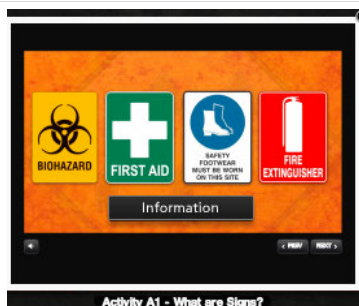 BIOHAZARD
FIRST AID
SAFETY
FOOTWEAR
MUST BE WORN
ON THIS SITE
FIRE
EXTINGUISHER
Information
‹ PREV
NEXT ›
Activity A1 - What are Signs?